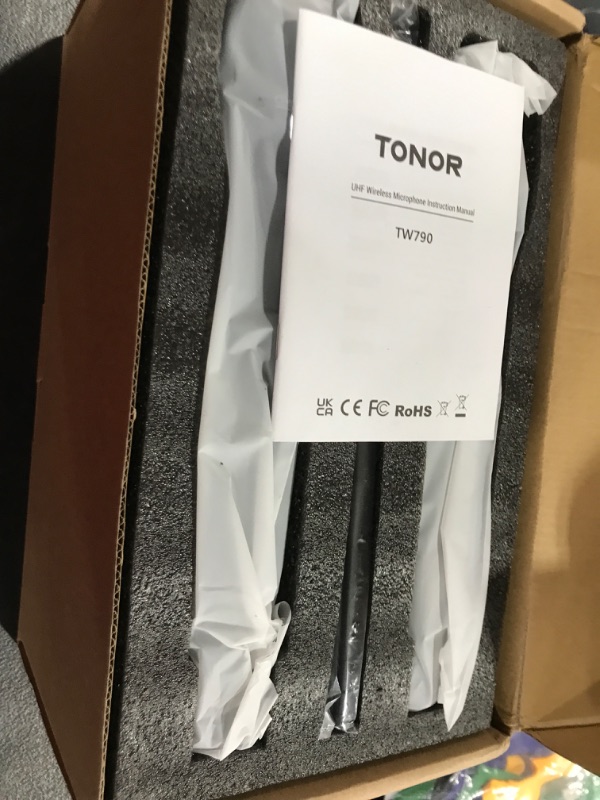 TONOR
UHF Wireless Microphone Instruction Manual
TW790
UK CA CE FC RoHS